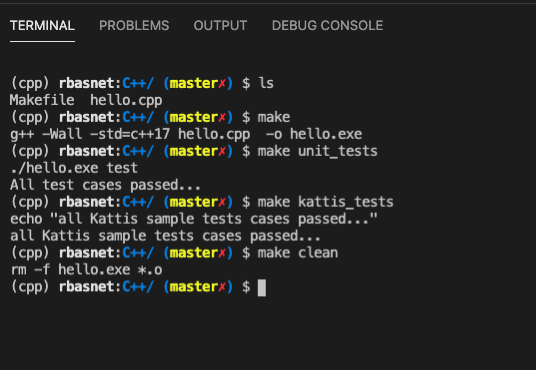 TERMINAL PROBLEMS OUTPUT DEBUG CONSOLE
(cpp) rbasnet:C++/ (master✗) $ ls
Makefile  hello.cpp
(cpp) rbasnet:C++/ (master✗) $ make
g++ -Wall -std=c++17 hello.cpp  -o hello.exe
(cpp) rbasnet:C++/ (master✗) $ make unit_tests
./hello.exe test
All test cases passed...
(cpp) rbasnet:C++/ (master✗) $ make kattis_tests
echo "all Kattis sample tests cases passed..."
all Kattis sample tests cases passed...
(cpp) rbasnet:C++/ (master✗) $ make clean
rm -f hello.exe *.o
(cpp) rbasnet:C++/ (master✗) $